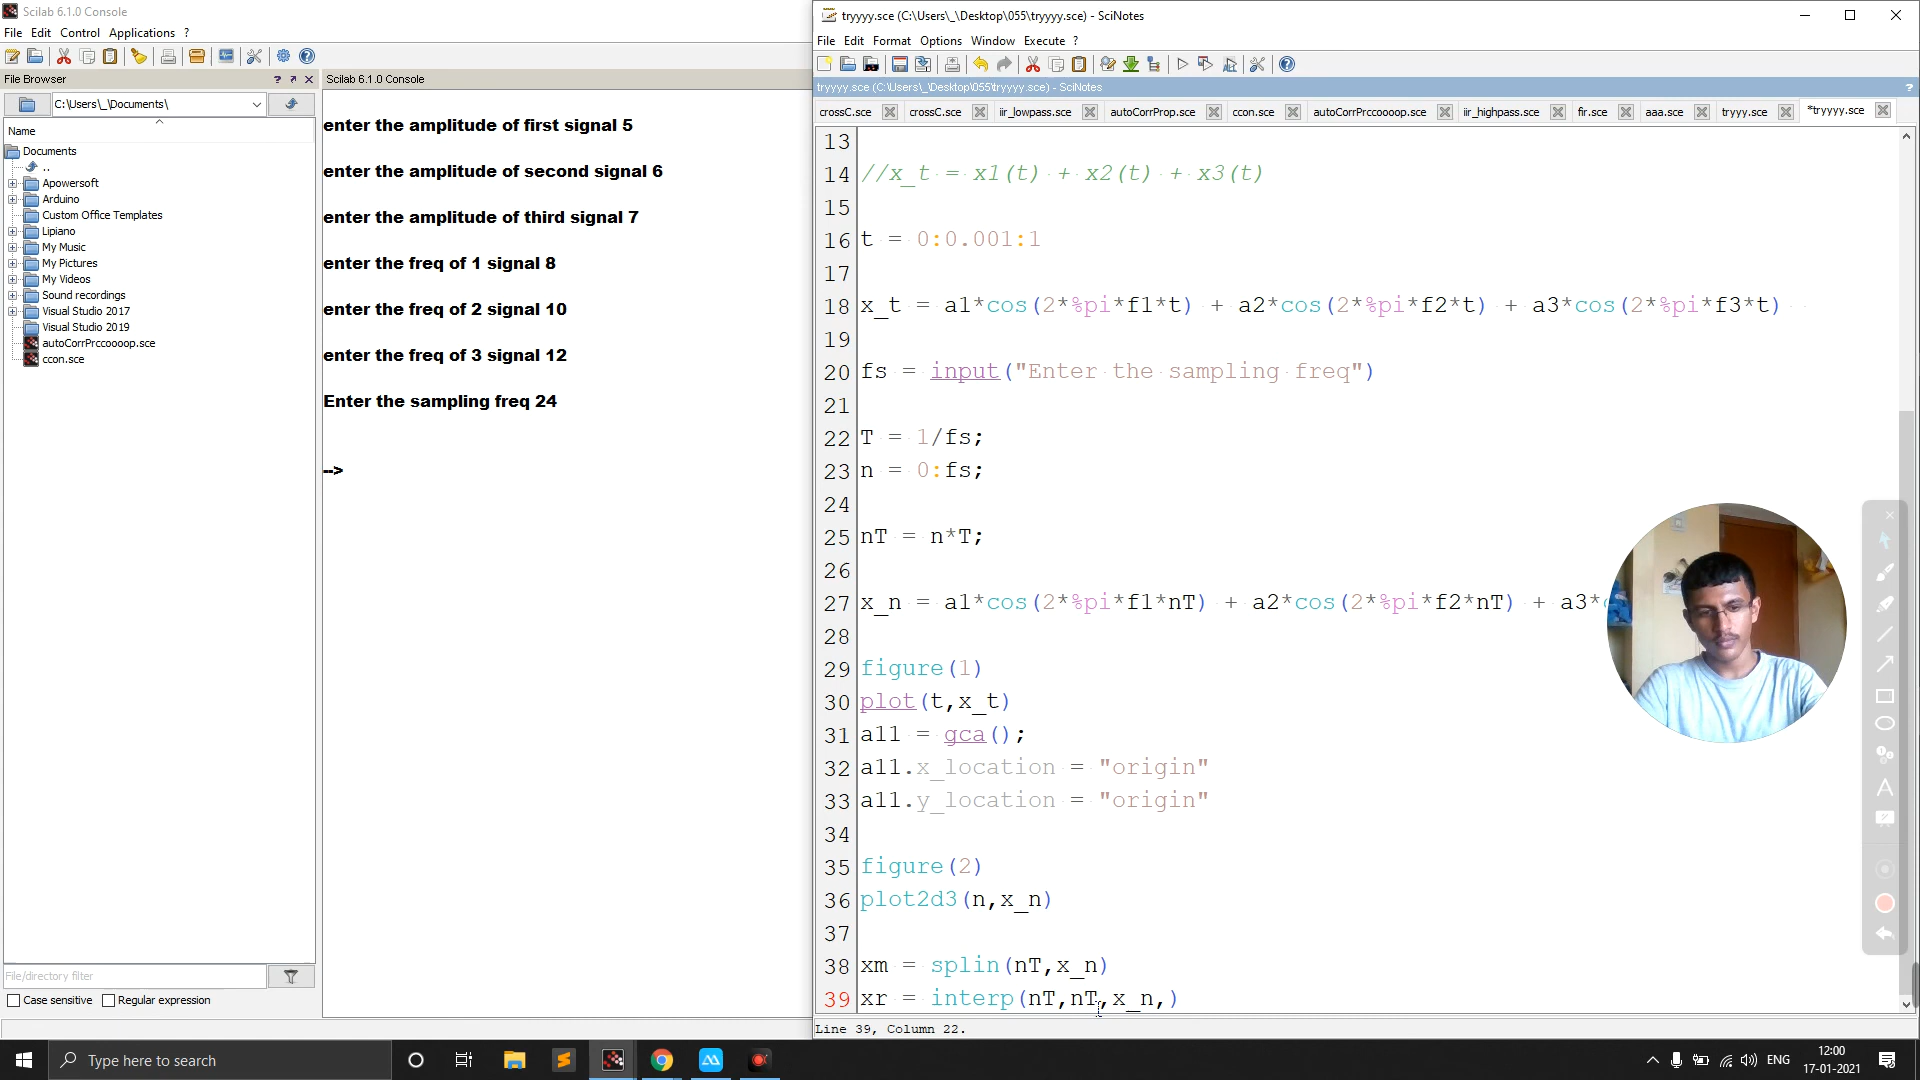 Scilab 6.1.0 Console
File Edit Control Applications ?
File Browser ? ↗ ✕
C:\Users\_\Documents\
Name
Documents
..
Apowersoft
Arduino
Custom Office Templates
Lipiano
My Music
My Pictures
My Videos
Sound recordings
Visual Studio 2017
Visual Studio 2019
autoCorrPrccoooop.sce
ccon.sce
File/directory filter
Case sensitive Regular expression
Scilab 6.1.0 Console
enter the amplitude of first signal 5
enter the amplitude of second signal 6
enter the amplitude of third signal 7
enter the freq of 1 signal 8
enter the freq of 2 signal 10
enter the freq of 3 signal 12
Enter the sampling freq 24
-->
tryyyy.sce (C:\Users\_\Desktop\055\tryyyy.sce) - SciNotes
File Edit Format Options Window Execute ?
tryyyy.sce (C:\Users\_\Desktop\055\tryyyy.sce) - SciNotes ?
crossC.sce crossC.sce iir_lowpass.sce autoCorrProp.sce ccon.sce autoCorrPrccoooop.sce iir_highpass.sce fir.sce aaa.sce tryyy.sce *tryyyy.sce
13
14 //x_t = x1(t) + x2(t) + x3(t)
15
16 t = 0:0.001:1
17
18 x_t = a1*cos(2*%pi*f1*t) + a2*cos(2*%pi*f2*t) + a3*cos(2*%pi*f3*t)
19
20 fs = input("Enter the sampling freq")
21
22 T = 1/fs;
23 n = 0:fs;
24
25 nT = n*T;
26
27 x_n = a1*cos(2*%pi*f1*nT) + a2*cos(2*%pi*f2*nT) + a3*
28
29 figure(1)
30 plot(t,x_t)
31 a11 = gca();
32 a11.x_location = "origin"
33 a11.y_location = "origin"
34
35 figure(2)
36 plot2d3(n,x_n)
37
38 xm = splin(nT,x_n)
39 xr = interp(nT,nT,x_n,)
Line 39, Column 22.
Type here to search
ENG
12:00
17-01-2021